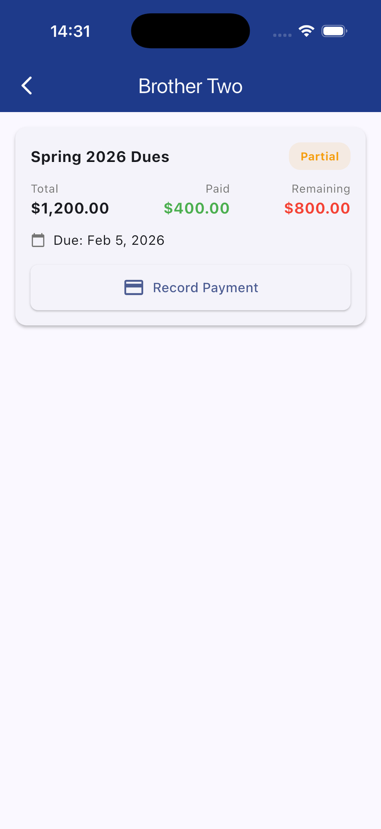 14:31
Brother Two
Spring 2026 Dues Partial
Total Paid Remaining
$1,200.00 $400.00 $800.00
Due: Feb 5, 2026
Record Payment